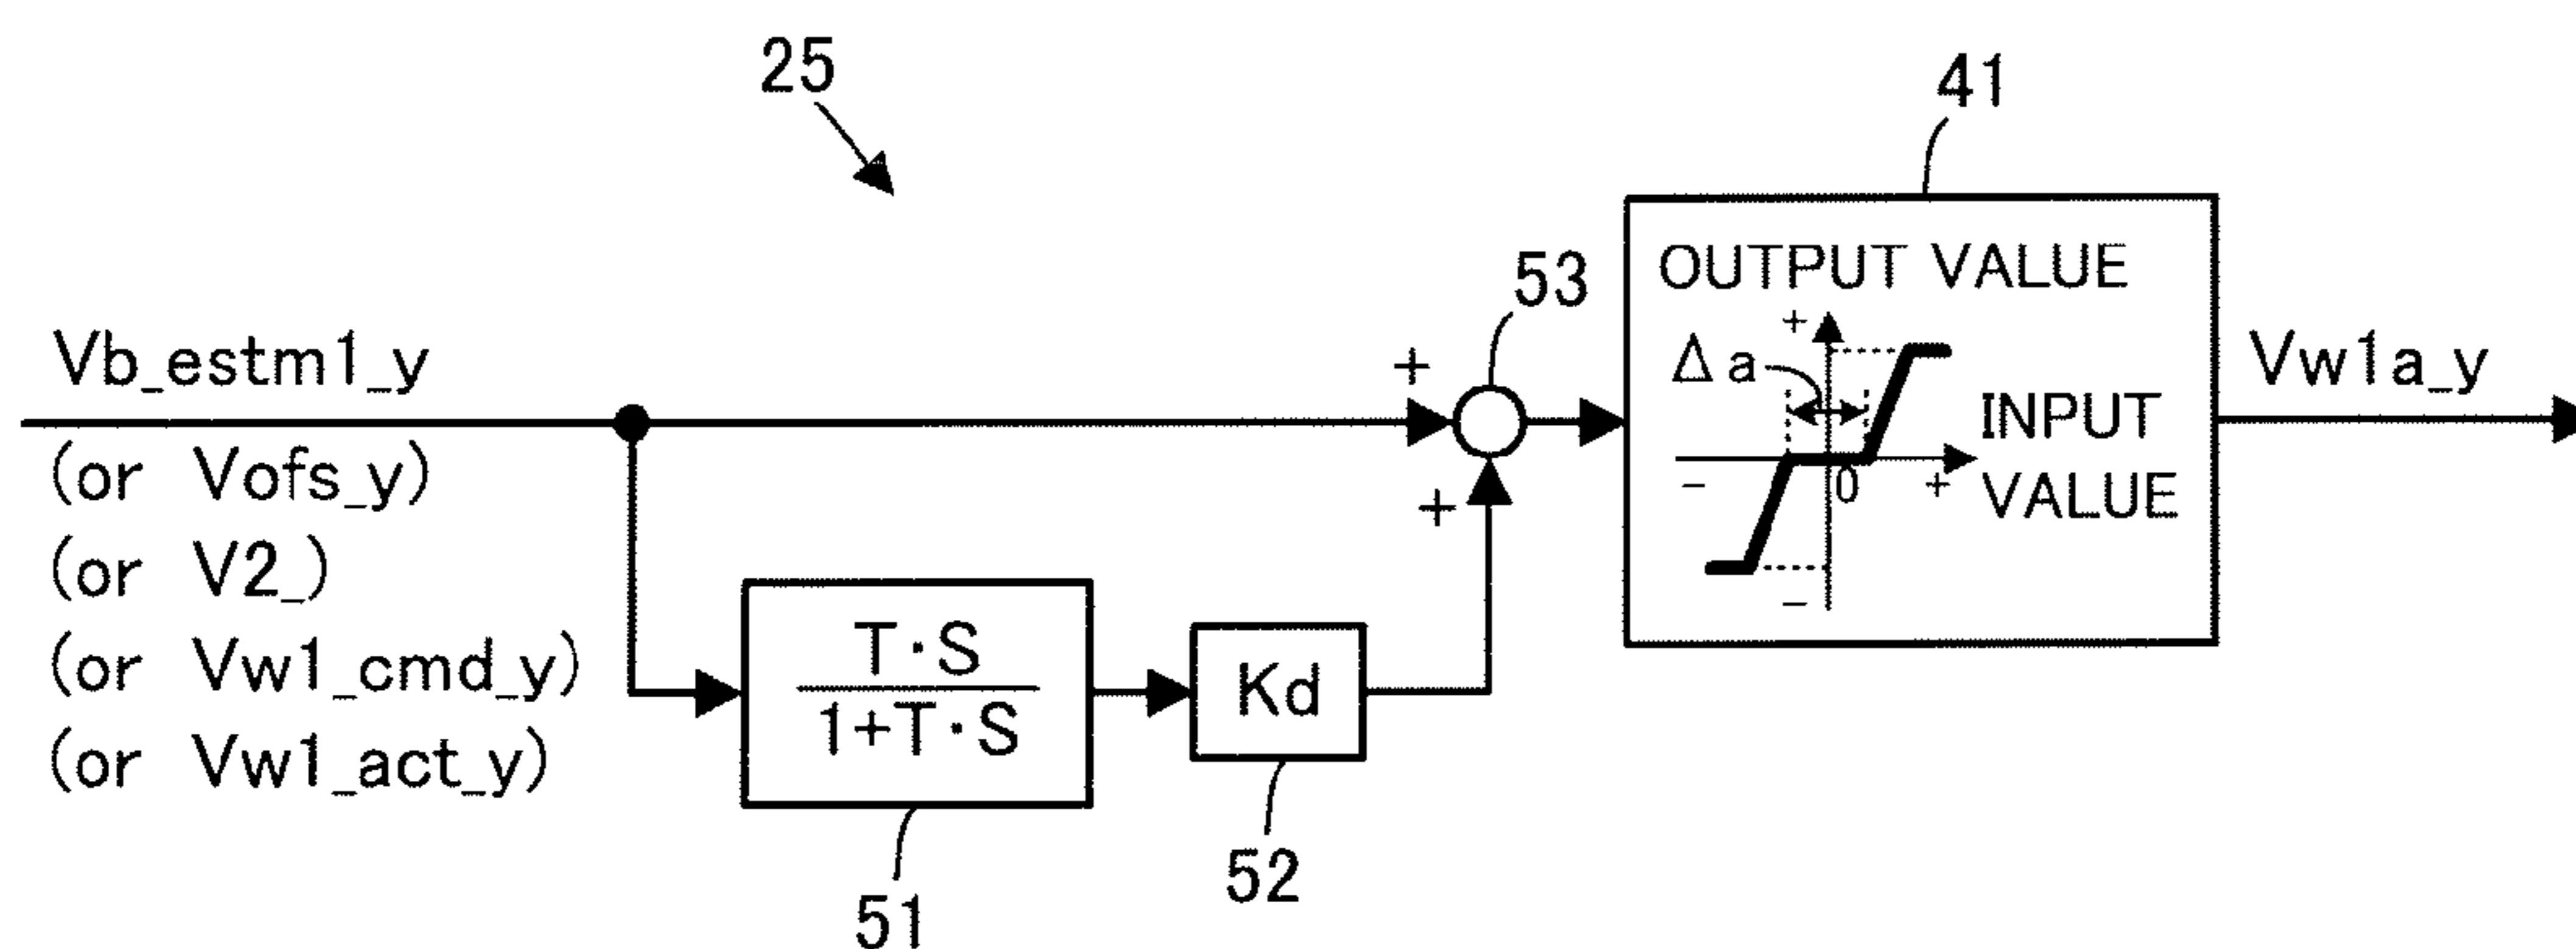 25
41
53
OUTPUT VALUE
+
Δa
INPUT
VALUE
0
+
-
-
Vb_estm1_y
(or Vofs_y)
(or V2_)
(or Vw1_cmd_y)
(or Vw1_act_y)
+
+
Vw1a_y
T·S
1+T·S
Kd
51
52